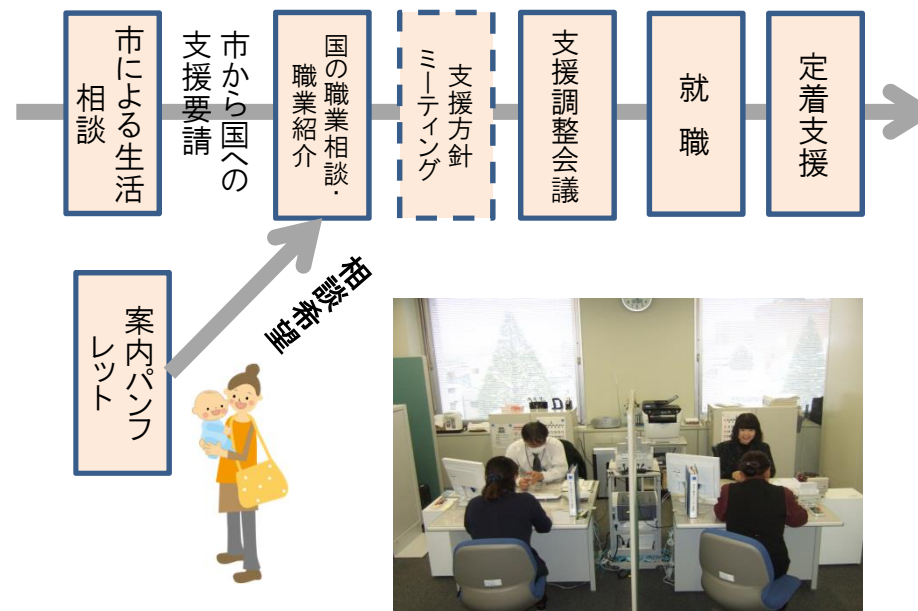 市による生活
相談
市から国への
支援要請
国の職業相談・
職業紹介
支援方針
ミーティング
支援調整会議
就職
定着支援
相談希望
案内パンフ
レット